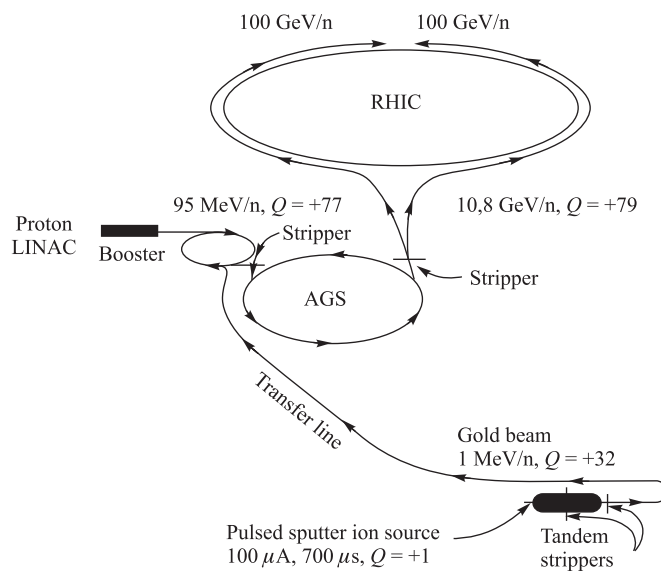 100 GeV/n
100 GeV/n
RHIC
95 MeV/n, Q = +77
10,8 GeV/n, Q = +79
Proton
LINAC
Booster
Stripper
Stripper
AGS
Transfer line
Gold beam
1 MeV/n, Q = +32
Pulsed sputter ion source
100 μA, 700 μs, Q = +1
Tandem
strippers